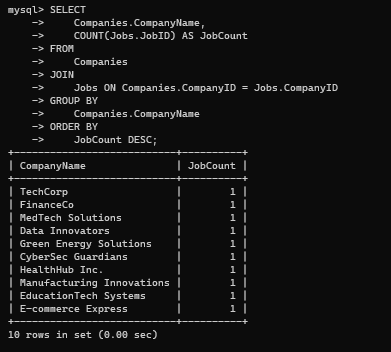 mysql> SELECT
    ->     Companies.CompanyName,
    ->     COUNT(Jobs.JobID) AS JobCount
    -> FROM
    ->     Companies
    -> JOIN
    ->     Jobs ON Companies.CompanyID = Jobs.CompanyID
    -> GROUP BY
    ->     Companies.CompanyName
    -> ORDER BY
    ->     JobCount DESC;
+---------------------------+----------+
| CompanyName               | JobCount |
+---------------------------+----------+
| TechCorp                  |        1 |
| FinanceCo                 |        1 |
| MedTech Solutions         |        1 |
| Data Innovators           |        1 |
| Green Energy Solutions    |        1 |
| CyberSec Guardians        |        1 |
| HealthHub Inc.            |        1 |
| Manufacturing Innovations |        1 |
| EducationTech Systems     |        1 |
| E-commerce Express        |        1 |
+---------------------------+----------+
10 rows in set (0.00 sec)